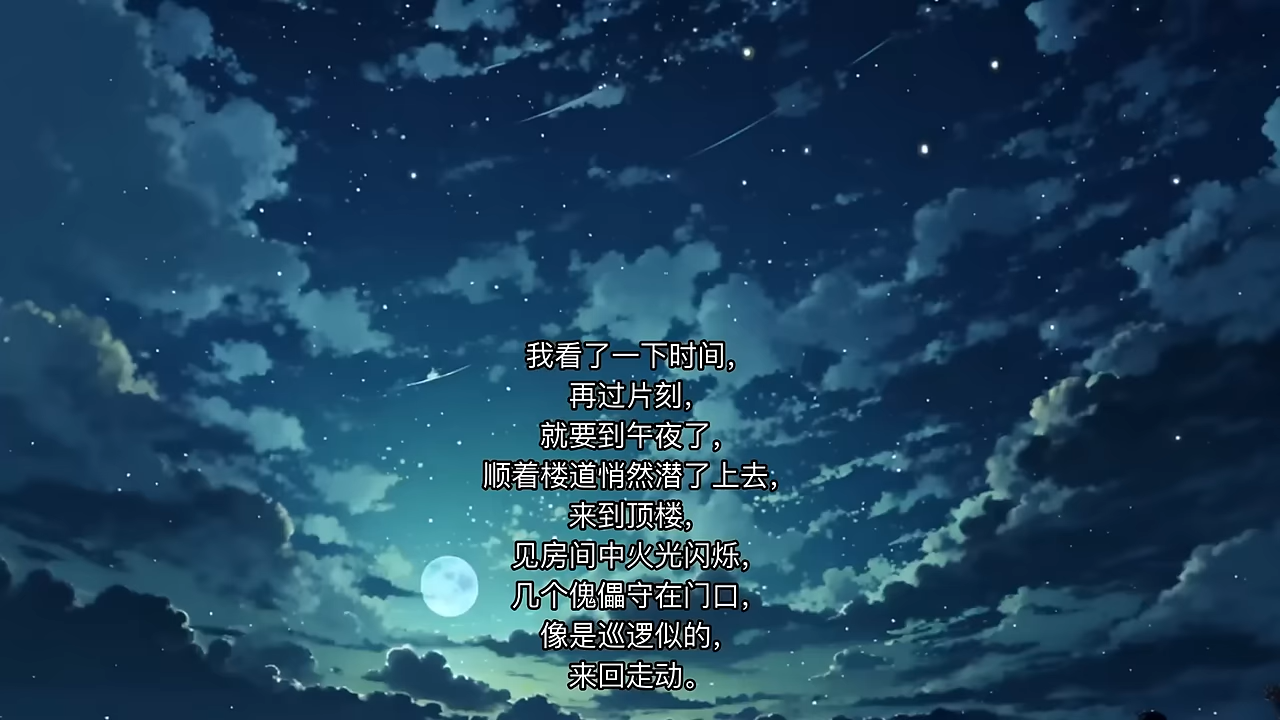 我看了一下时间，
再过片刻，
就要到午夜了，
顺着楼道悄然潜了上去，
来到顶楼，
见房间中火光闪烁，
几个傀儡守在门口，
像是巡逻似的，
来回走动。